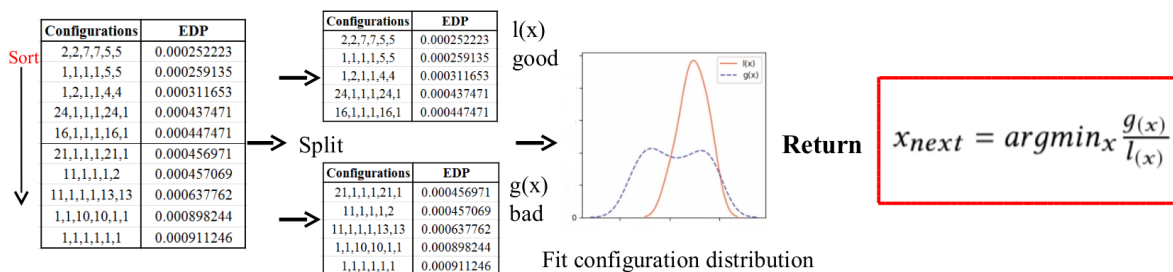 Sort
Configurations EDP
2,2,7,7,5,5 0.000252223
1,1,1,1,5,5 0.000259135
1,2,1,1,4,4 0.000311653
24,1,1,1,24,1 0.000437471
16,1,1,1,16,1 0.000447471
21,1,1,1,21,1 0.000456971
11,1,1,1,1,2 0.000457069
11,1,1,1,13,13 0.000637762
1,1,10,10,1,1 0.000898244
1,1,1,1,1,1 0.000911246
Split
Configurations EDP
2,2,7,7,5,5 0.000252223
1,1,1,1,5,5 0.000259135
1,2,1,1,4,4 0.000311653
24,1,1,1,24,1 0.000437471
16,1,1,1,16,1 0.000447471
l(x)
good
Configurations EDP
21,1,1,1,21,1 0.000456971
11,1,1,1,1,2 0.000457069
11,1,1,1,13,13 0.000637762
1,1,10,10,1,1 0.000898244
1,1,1,1,1,1 0.000911246
g(x)
bad
l(x)
g(x)
0
Fit configuration distribution
Return
x_next = argmin_x g(x)/l(x)